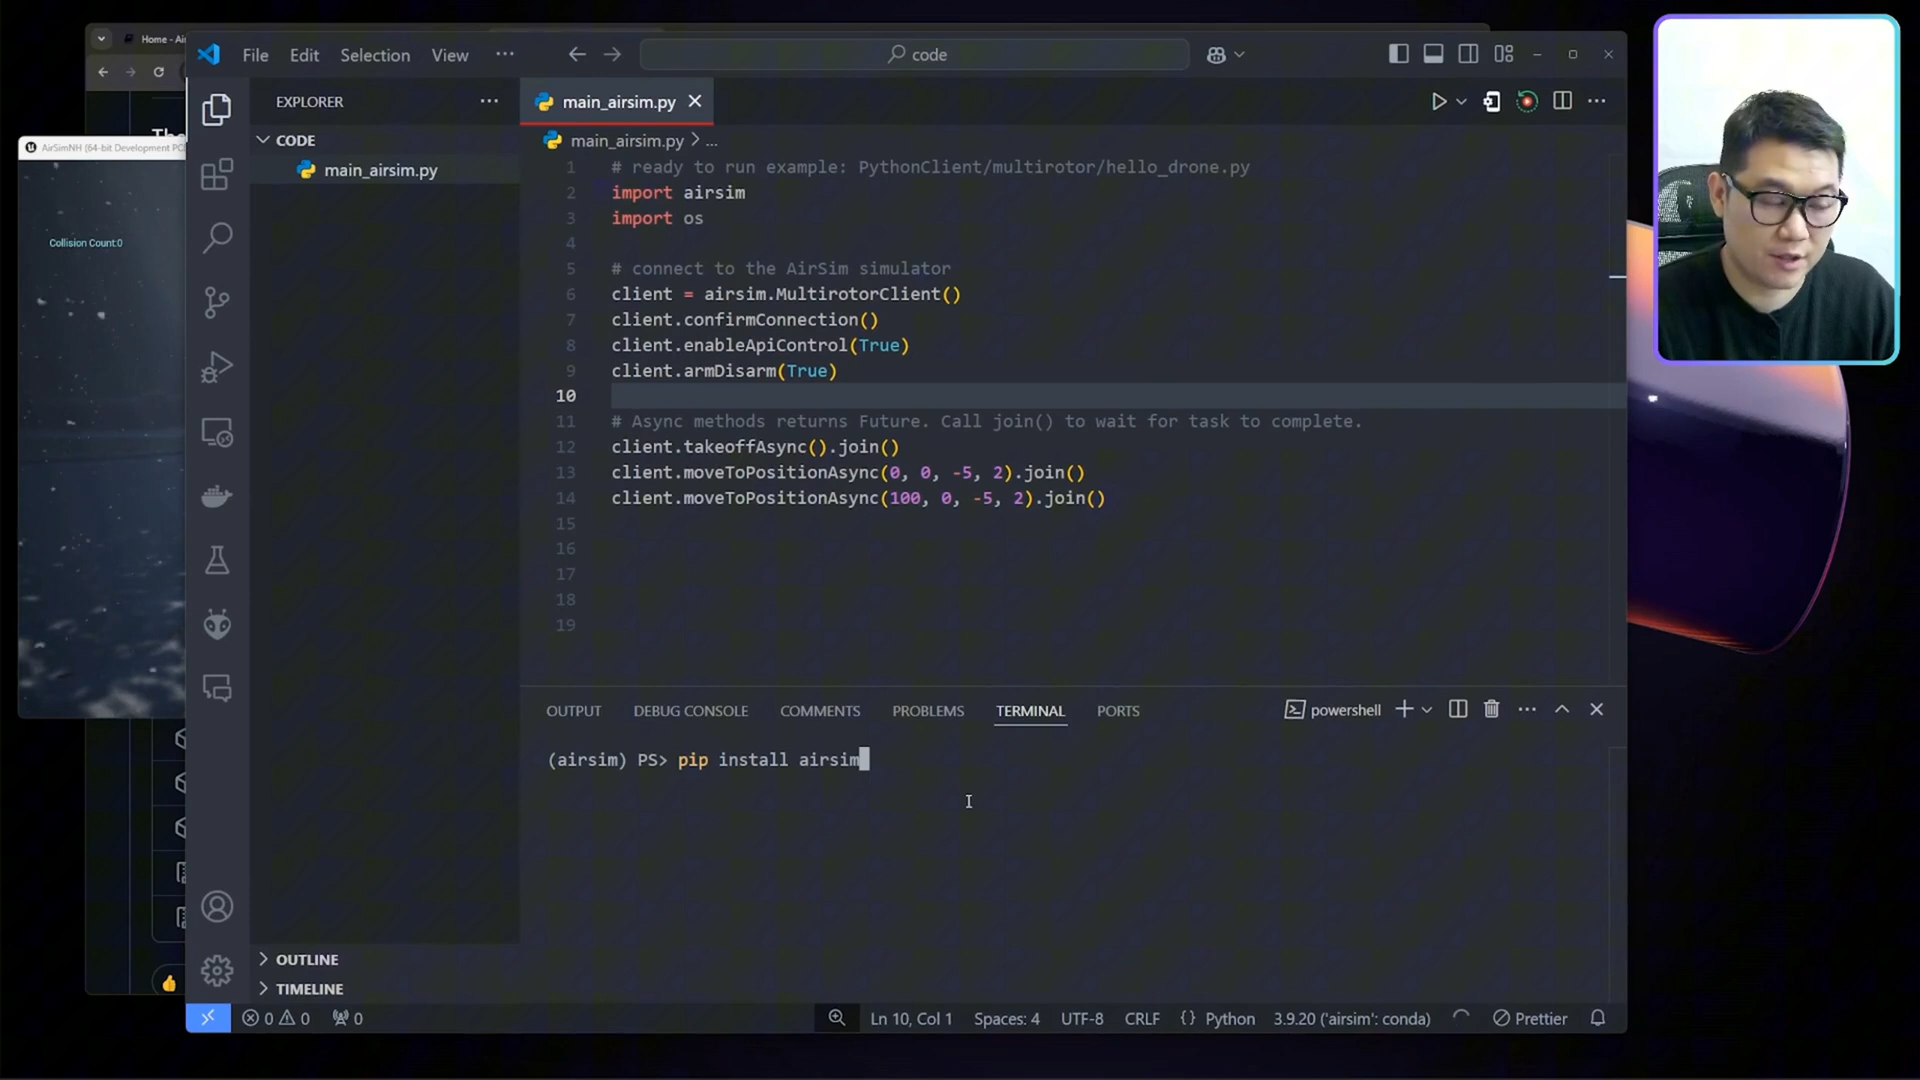 Home - Air
The
AirSimNH (64-bit Development PC
Collision Count:0
File Edit Selection View ...
code
EXPLORER ...
CODE
main_airsim.py
main_airsim.py
main_airsim.py > ...
1 # ready to run example: PythonClient/multirotor/hello_drone.py
2 import airsim
3 import os
4
5 # connect to the AirSim simulator
6 client = airsim.MultirotorClient()
7 client.confirmConnection()
8 client.enableApiControl(True)
9 client.armDisarm(True)
10
11 # Async methods returns Future. Call join() to wait for task to complete.
12 client.takeoffAsync().join()
13 client.moveToPositionAsync(0, 0, -5, 2).join()
14 client.moveToPositionAsync(100, 0, -5, 2).join()
15
16
17
18
19
OUTPUT DEBUG CONSOLE COMMENTS PROBLEMS TERMINAL PORTS powershell
(airsim) PS> pip install airsim
OUTLINE
TIMELINE
0 0 0 Ln 10, Col 1 Spaces: 4 UTF-8 CRLF {} Python 3.9.20 ('airsim': conda) Prettier